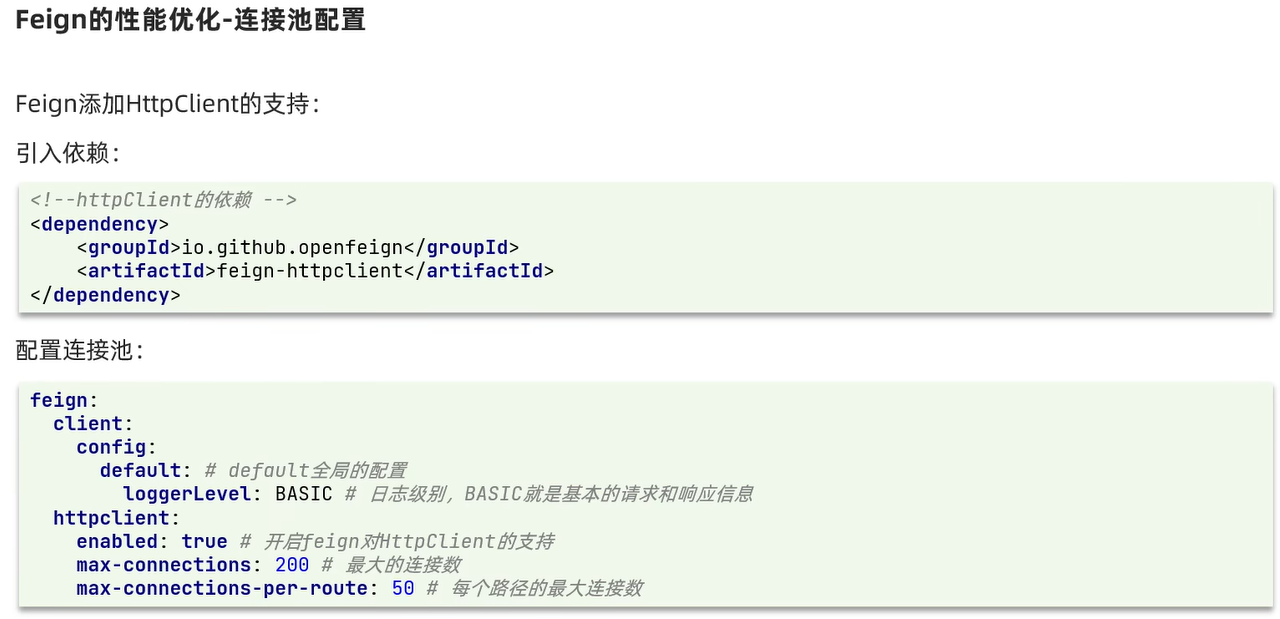 Feign的性能优化-连接池配置
Feign添加HttpClient的支持：
引入依赖：
<!--httpClient的依赖 -->
<dependency>
    <groupId>io.github.openfeign</groupId>
    <artifactId>feign-httpclient</artifactId>
</dependency>
配置连接池：
feign:
  client:
    config:
      default: # default全局的配置
        loggerLevel: BASIC # 日志级别，BASIC就是基本的请求和响应信息
  httpclient:
    enabled: true # 开启feign对HttpClient的支持
    max-connections: 200 # 最大的连接数
    max-connections-per-route: 50 # 每个路径的最大连接数